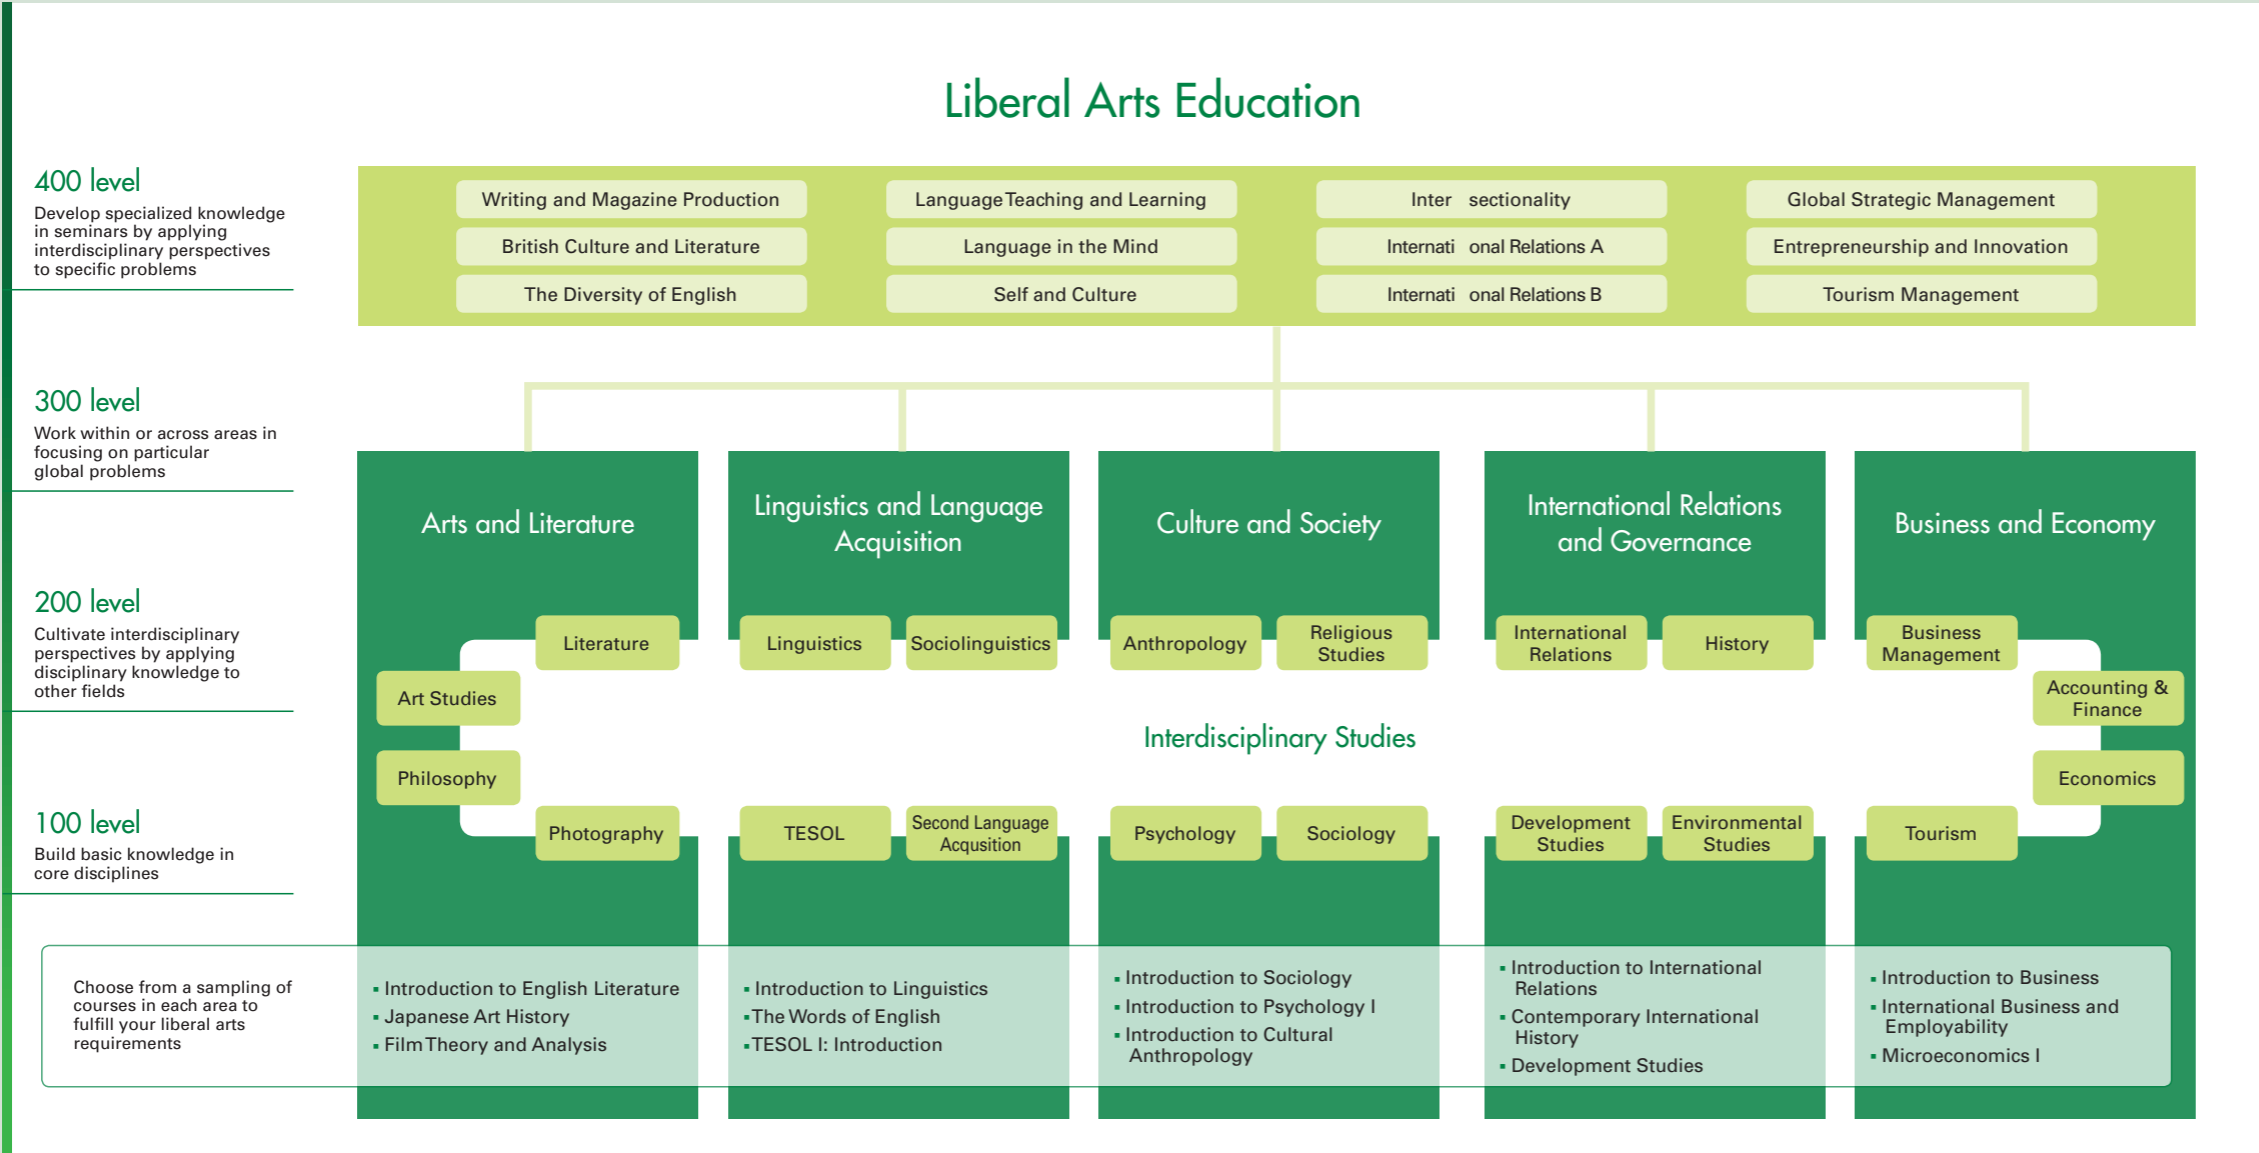 Liberal Arts Education
400 level
Develop specialized knowledge
in seminars by applying
interdisciplinary perspectives
to specific problems
Writing and Magazine Production
Language Teaching and Learning
Inter sectionality
Global Strategic Management
British Culture and Literature
Language in the Mind
Internati onal Relations A
Entrepreneurship and Innovation
The Diversity of English
Self and Culture
Internati onal Relations B
Tourism Management
300 level
Work within or across areas in
focusing on particular
global problems
Arts and Literature
Linguistics and Language
Acquisition
Culture and Society
International Relations
and Governance
Business and Economy
200 level
Cultivate interdisciplinary
perspectives by applying
disciplinary knowledge to
other fields
Literature
Art Studies
Philosophy
Photography
Linguistics
Sociolinguistics
TESOL
Second Language
Acqusition
Anthropology
Religious
Studies
Psychology
Sociology
International
Relations
History
Development
Studies
Environmental
Studies
Business
Management
Accounting &
Finance
Economics
Tourism
Interdisciplinary Studies
100 level
Build basic knowledge in
core disciplines
Choose from a sampling of
courses in each area to
fulfill your liberal arts
requirements
▪ Introduction to English Literature
▪ Japanese Art History
▪ Film Theory and Analysis
▪ Introduction to Linguistics
▪ The Words of English
▪ TESOL I: Introduction
▪ Introduction to Sociology
▪ Introduction to Psychology I
▪ Introduction to Cultural
Anthropology
▪ Introduction to International
Relations
▪ Contemporary International
History
▪ Development Studies
▪ Introduction to Business
▪ International Business and
Employability
▪ Microeconomics I